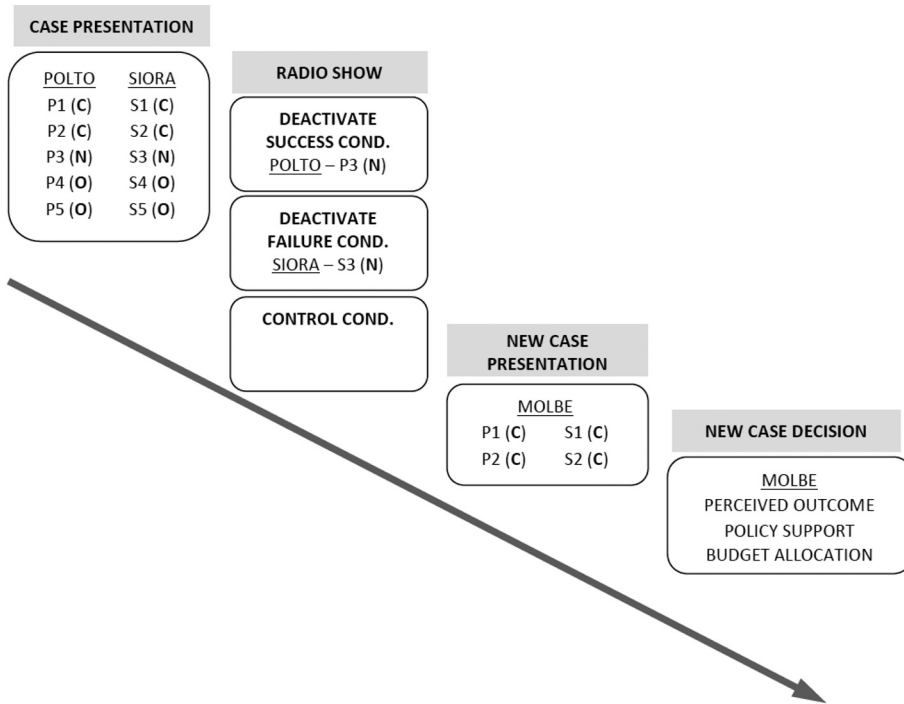 CASE PRESENTATION
POLTO SIORA
P1 (C) S1 (C)
P2 (C) S2 (C)
P3 (N) S3 (N)
P4 (O) S4 (O)
P5 (O) S5 (O)
RADIO SHOW
DEACTIVATE
SUCCESS COND.
POLTO – P3 (N)
DEACTIVATE
FAILURE COND.
SIORA – S3 (N)
CONTROL COND.
NEW CASE
PRESENTATION
MOLBE
P1 (C) S1 (C)
P2 (C) S2 (C)
NEW CASE DECISION
MOLBE
PERCEIVED OUTCOME
POLICY SUPPORT
BUDGET ALLOCATION